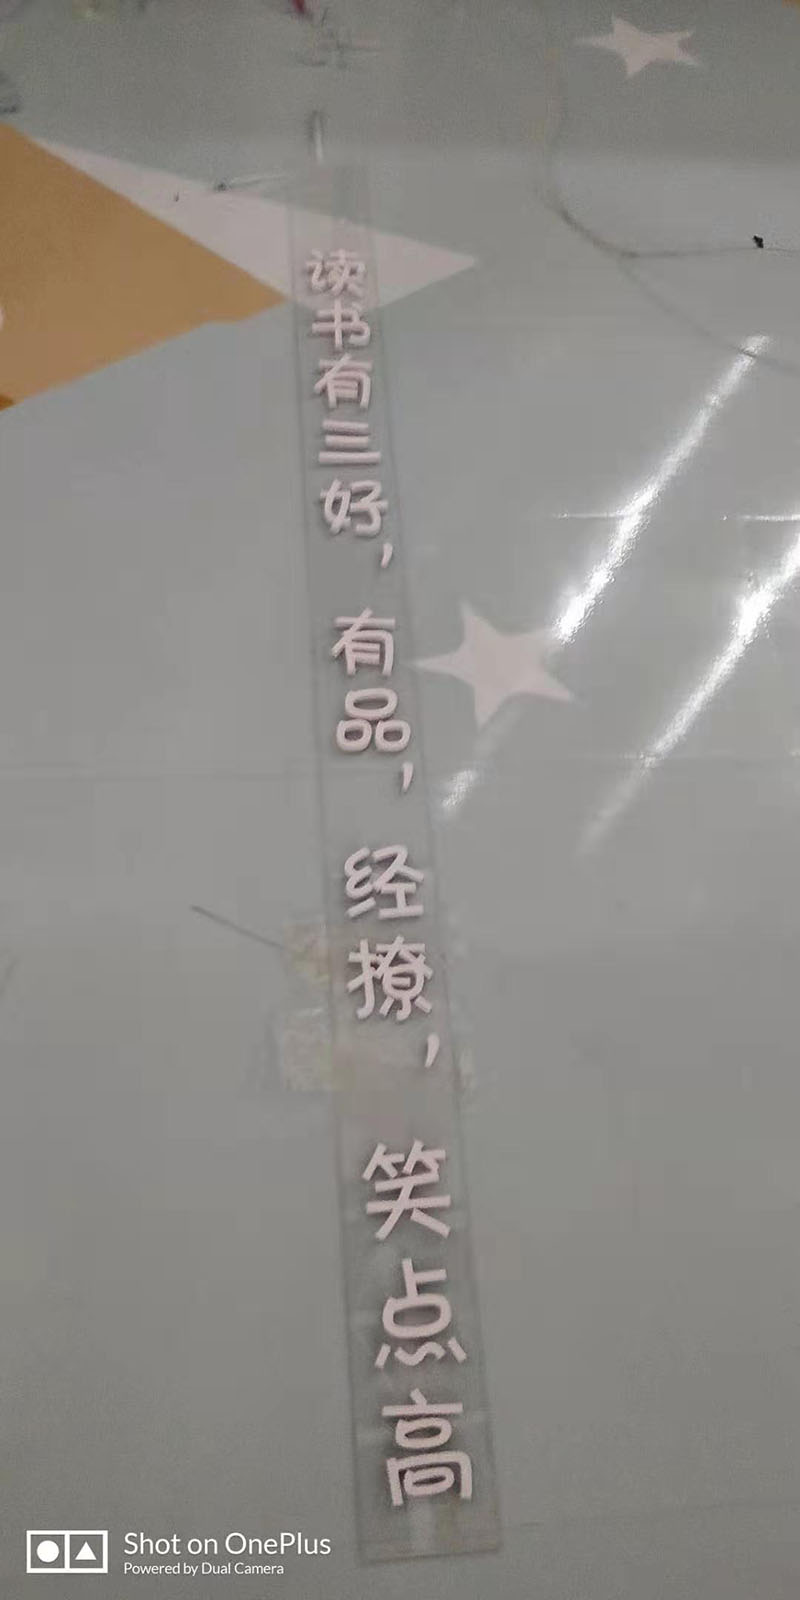 读书有三好，有品，经撩，笑点高
Shot on OnePlus
Powered by Dual Camera